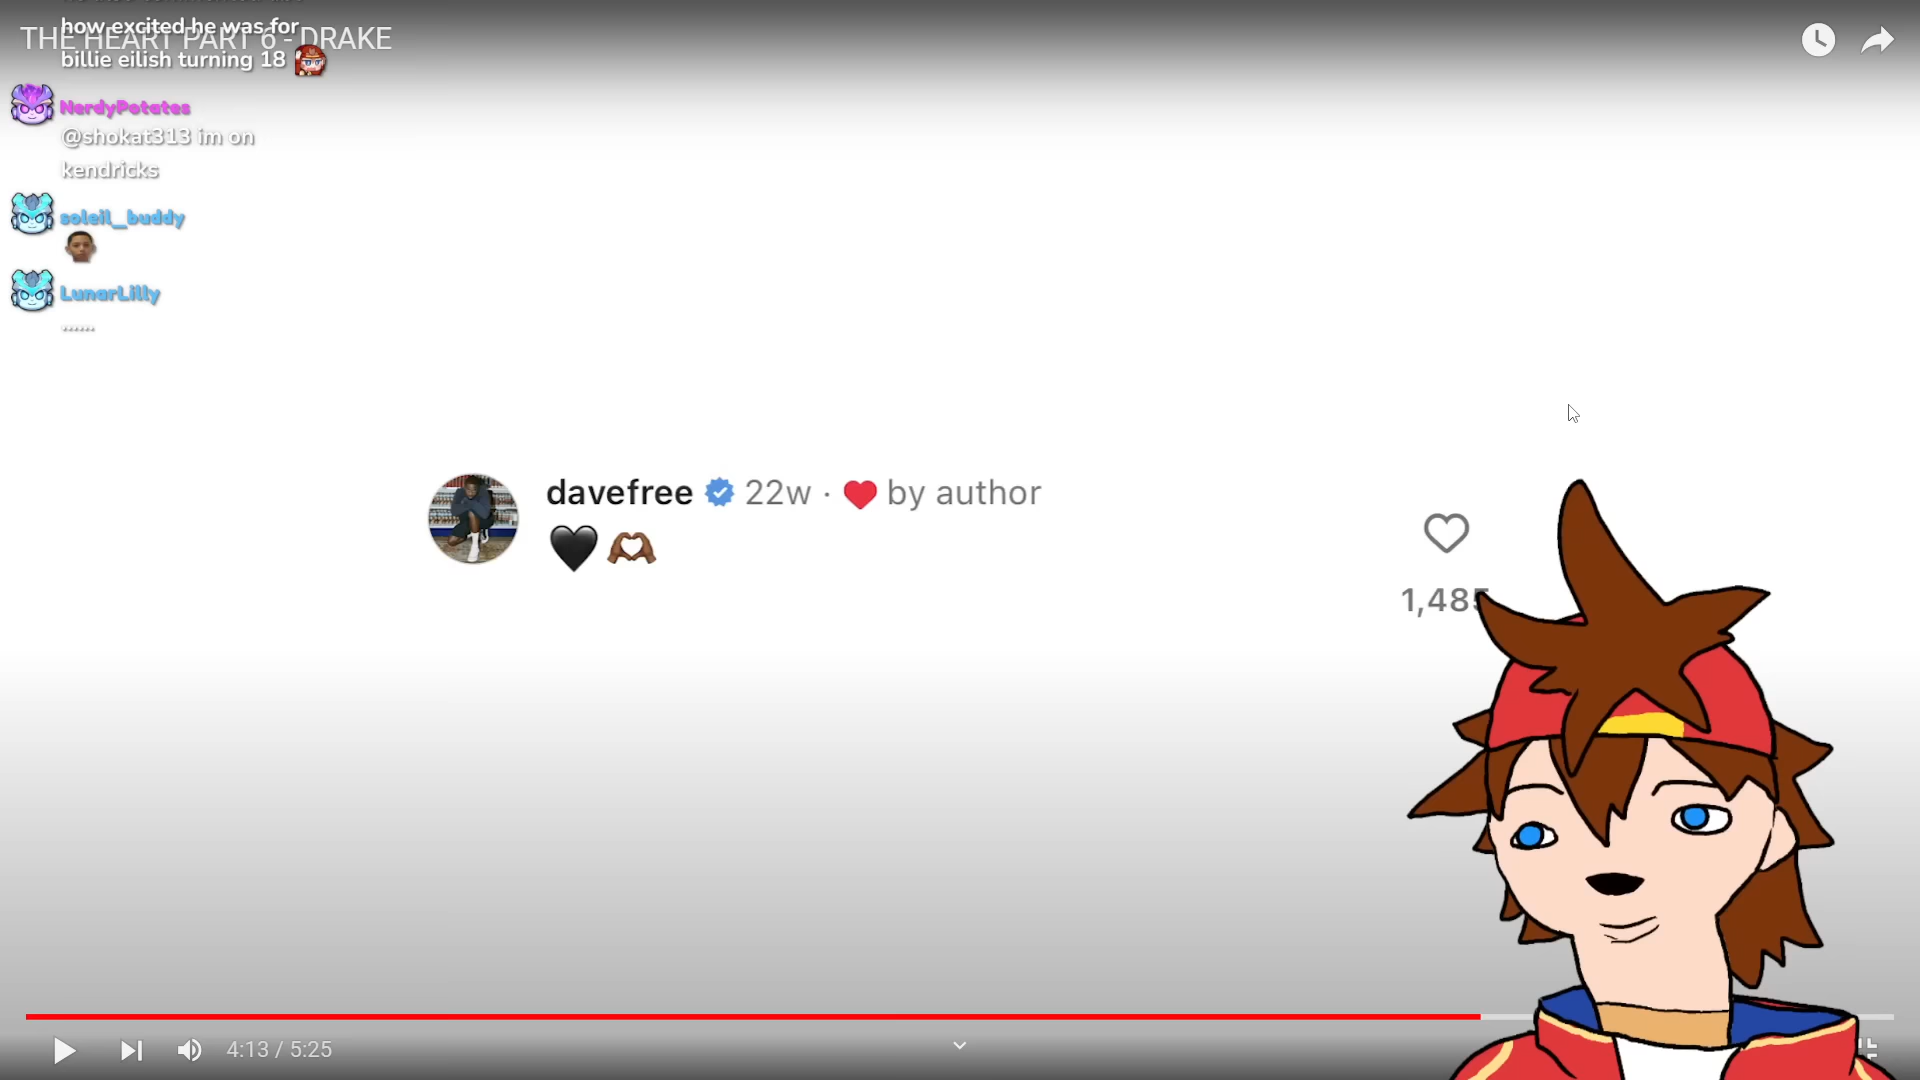 how excited he was for
THE HEART PART 6 - DRAKE
billie eilish turning 18
NerdyPotates
@shokat313 im on
kendricks
soleil_buddy
LunarLilly
......
davefree 22w · by author
1,485
4:13 / 5:25